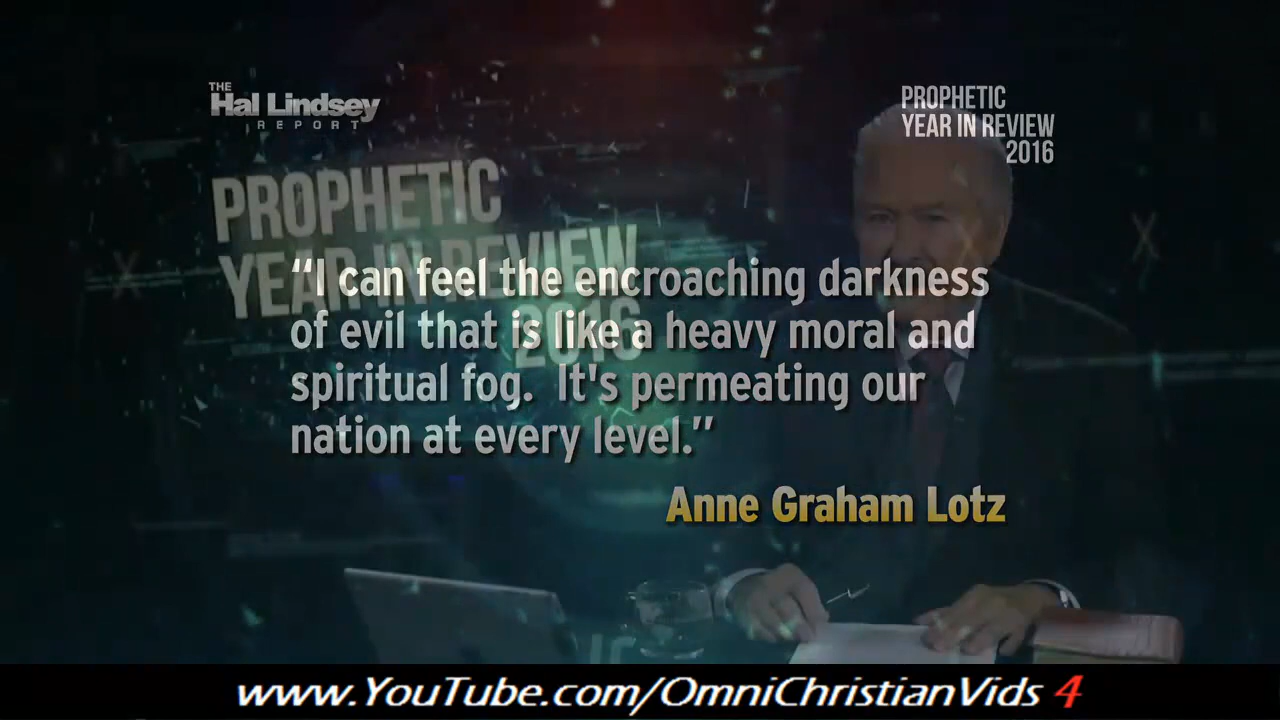 THE
Hal Lindsey
REPORT
PROPHETIC
YEAR IN REVIEW
2016
PROPHETIC
YEAR IN REVIEW
2016
“I can feel the encroaching darkness
of evil that is like a heavy moral and
spiritual fog.  It's permeating our
nation at every level.”
Anne Graham Lotz
www.YouTube.com/OmniChristianVids 4